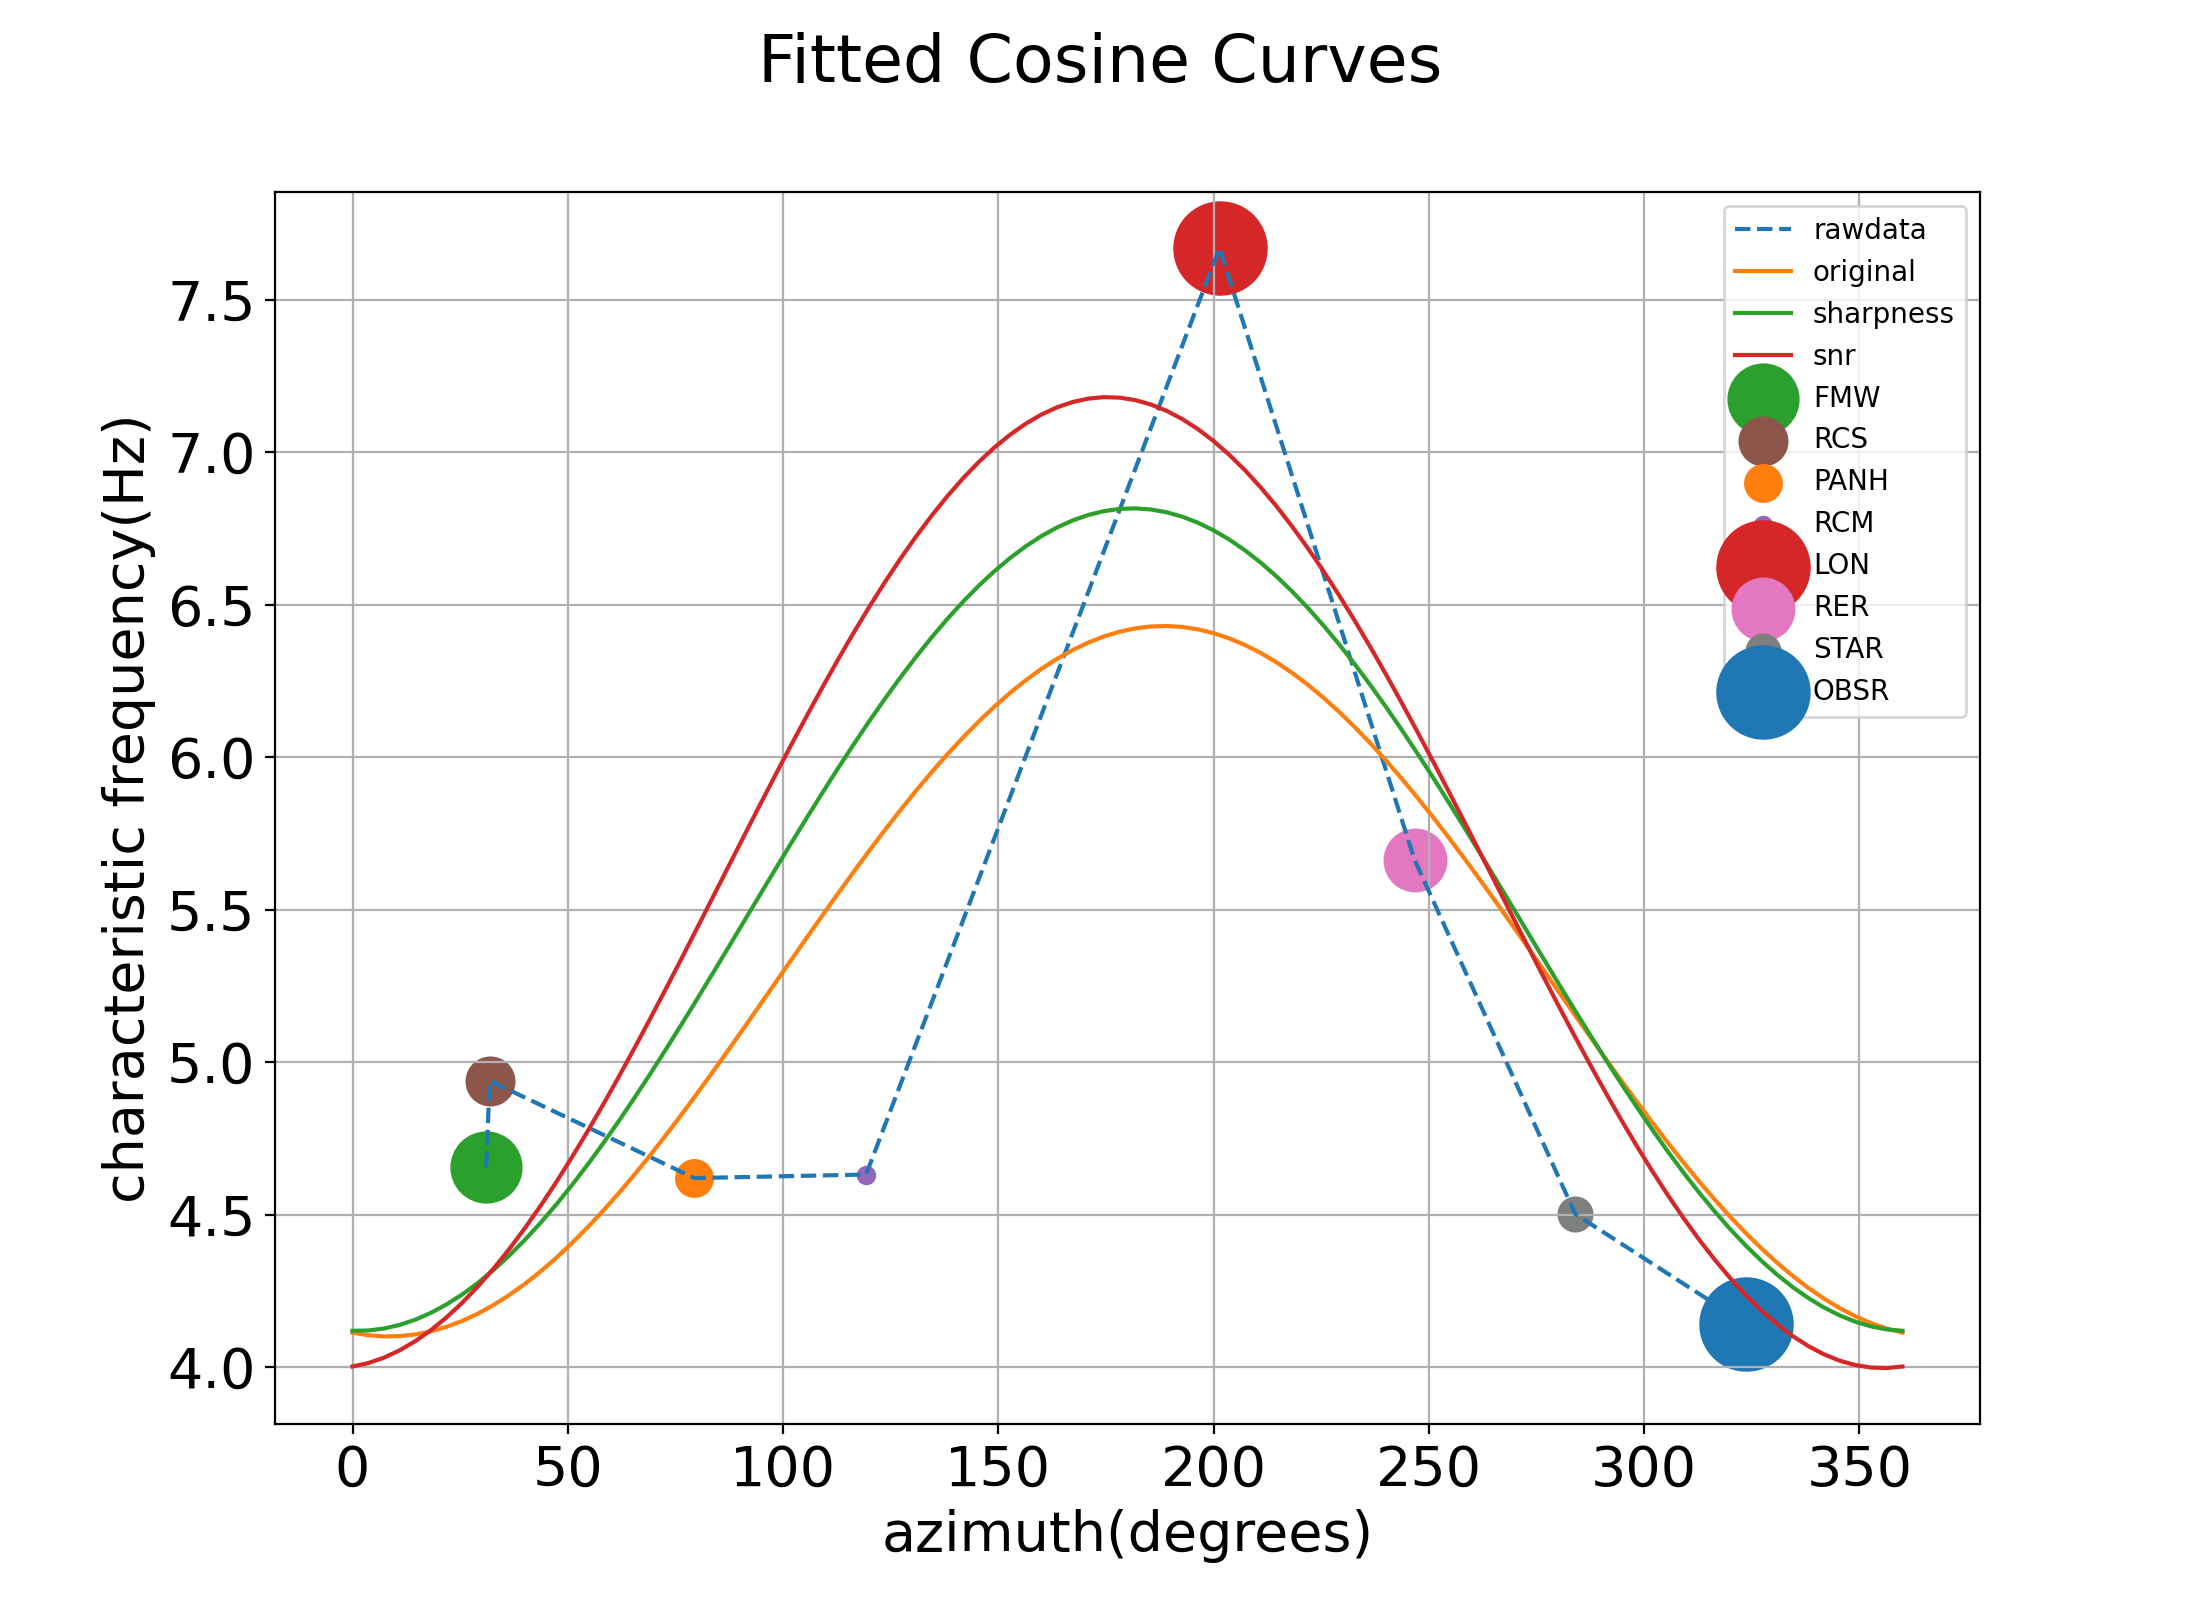 Fitted Cosine Curves
characteristic frequency(Hz)
7.5
7.0
6.5
6.0
5.5
5.0
4.5
4.0
rawdata
original
sharpness
snr
FMW
RCS
PANH
RCM
LON
RER
STAR
OBSR
0 50 100 150 200 250 300 350
azimuth(degrees)